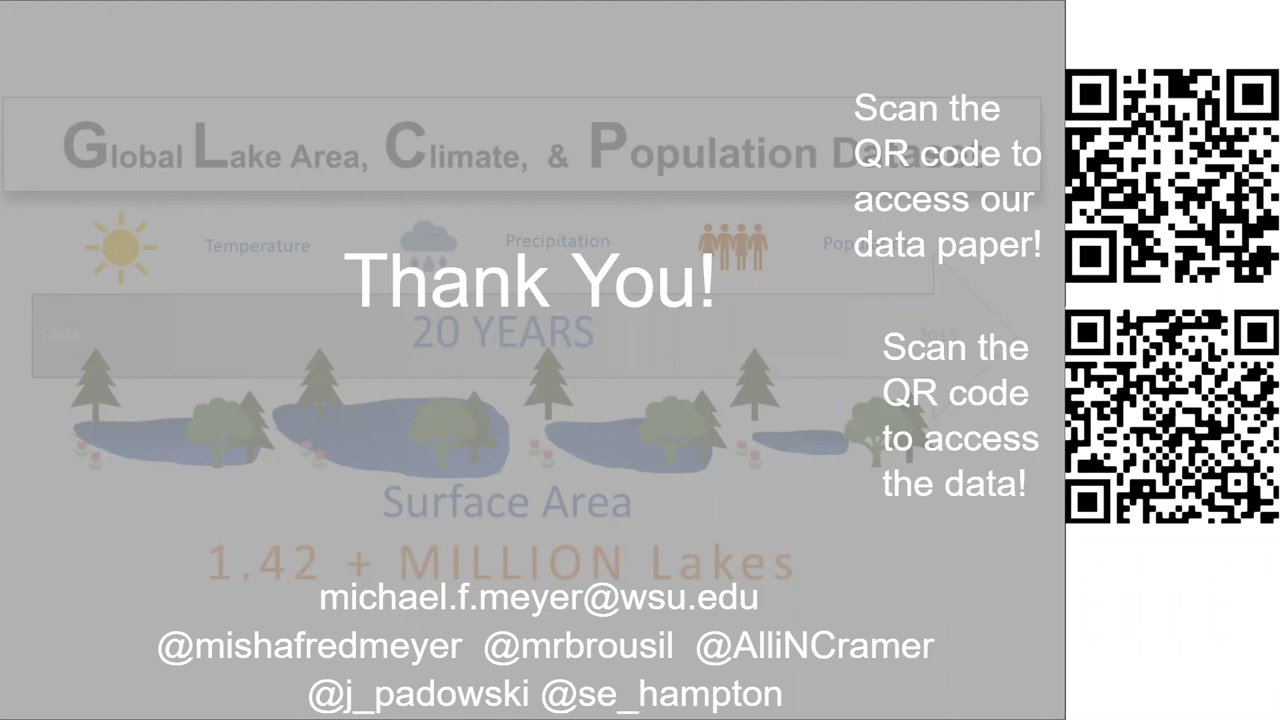 Global Lake Area, Climate, & Population
Scan the
QR code to
access our
data paper!
Temperature
Precipitation
Thank You!
20 YEARS
Scan the
QR code
to access
the data!
Surface Area
1.42 + MILLION Lakes
michael.f.meyer@wsu.edu
@mishafredmeyer @mrbrousil @AlliNCramer
@j_padowski @se_hampton